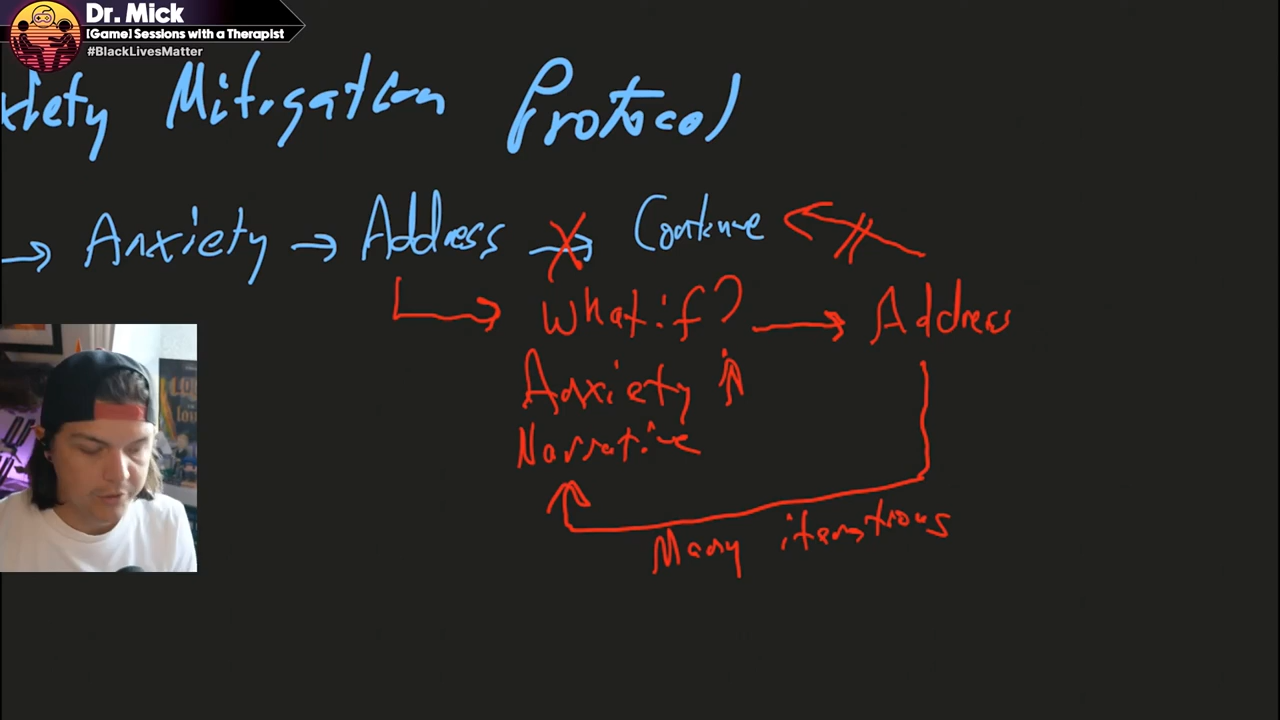 Dr. Mick
[Game] Sessions with a Therapist
#BlackLivesMatter
xiety Mitigation Protocol
→ Anxiety → Address → Continue
What if? → Address
Anxiety ↑
Narrative
Many iterations